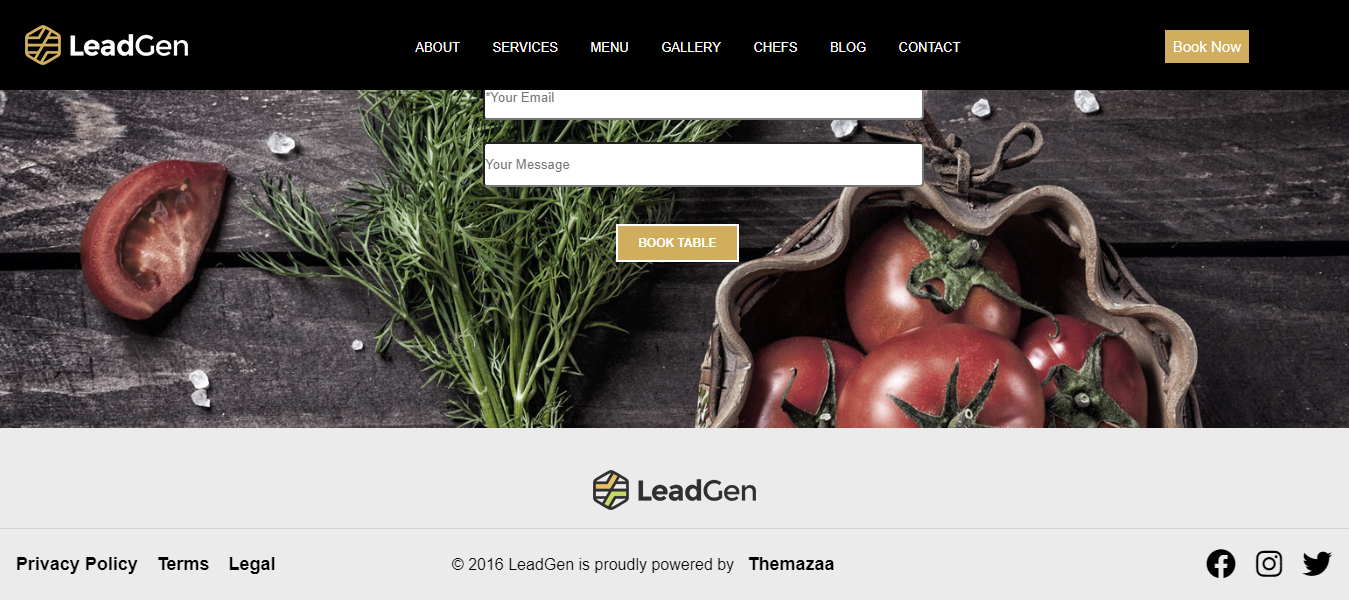 LeadGen ABOUT SERVICES MENU GALLERY CHEFS BLOG CONTACT Book Now
*Your Email
Your Message
BOOK TABLE
LeadGen
Privacy Policy Terms Legal © 2016 LeadGen is proudly powered by Themazaa